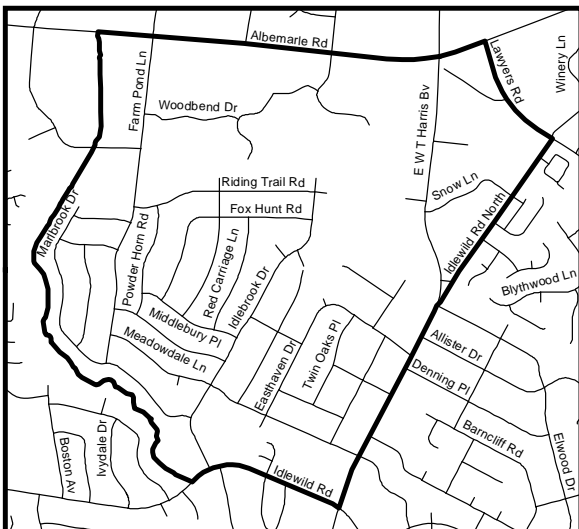 Albemarle Rd
Lawyers Rd
Winery Ln
Farm Pond Ln
Woodbend Dr
E W T Harris Bv
Snow Ln
Riding Trail Rd
Fox Hunt Rd
Idlewild Rd North
Marlbrook Dr
Powder Horn Rd
Red Carriage Ln
Idlebrook Dr
Blythwood Ln
Middlebury Pl
Meadowdale Ln
Easthaven Dr
Twin Oaks Pl
Allister Dr
Denning Pl
Barncliff Rd
Elwood Dr
Boston Av
Ivydale Dr
Idlewild Rd